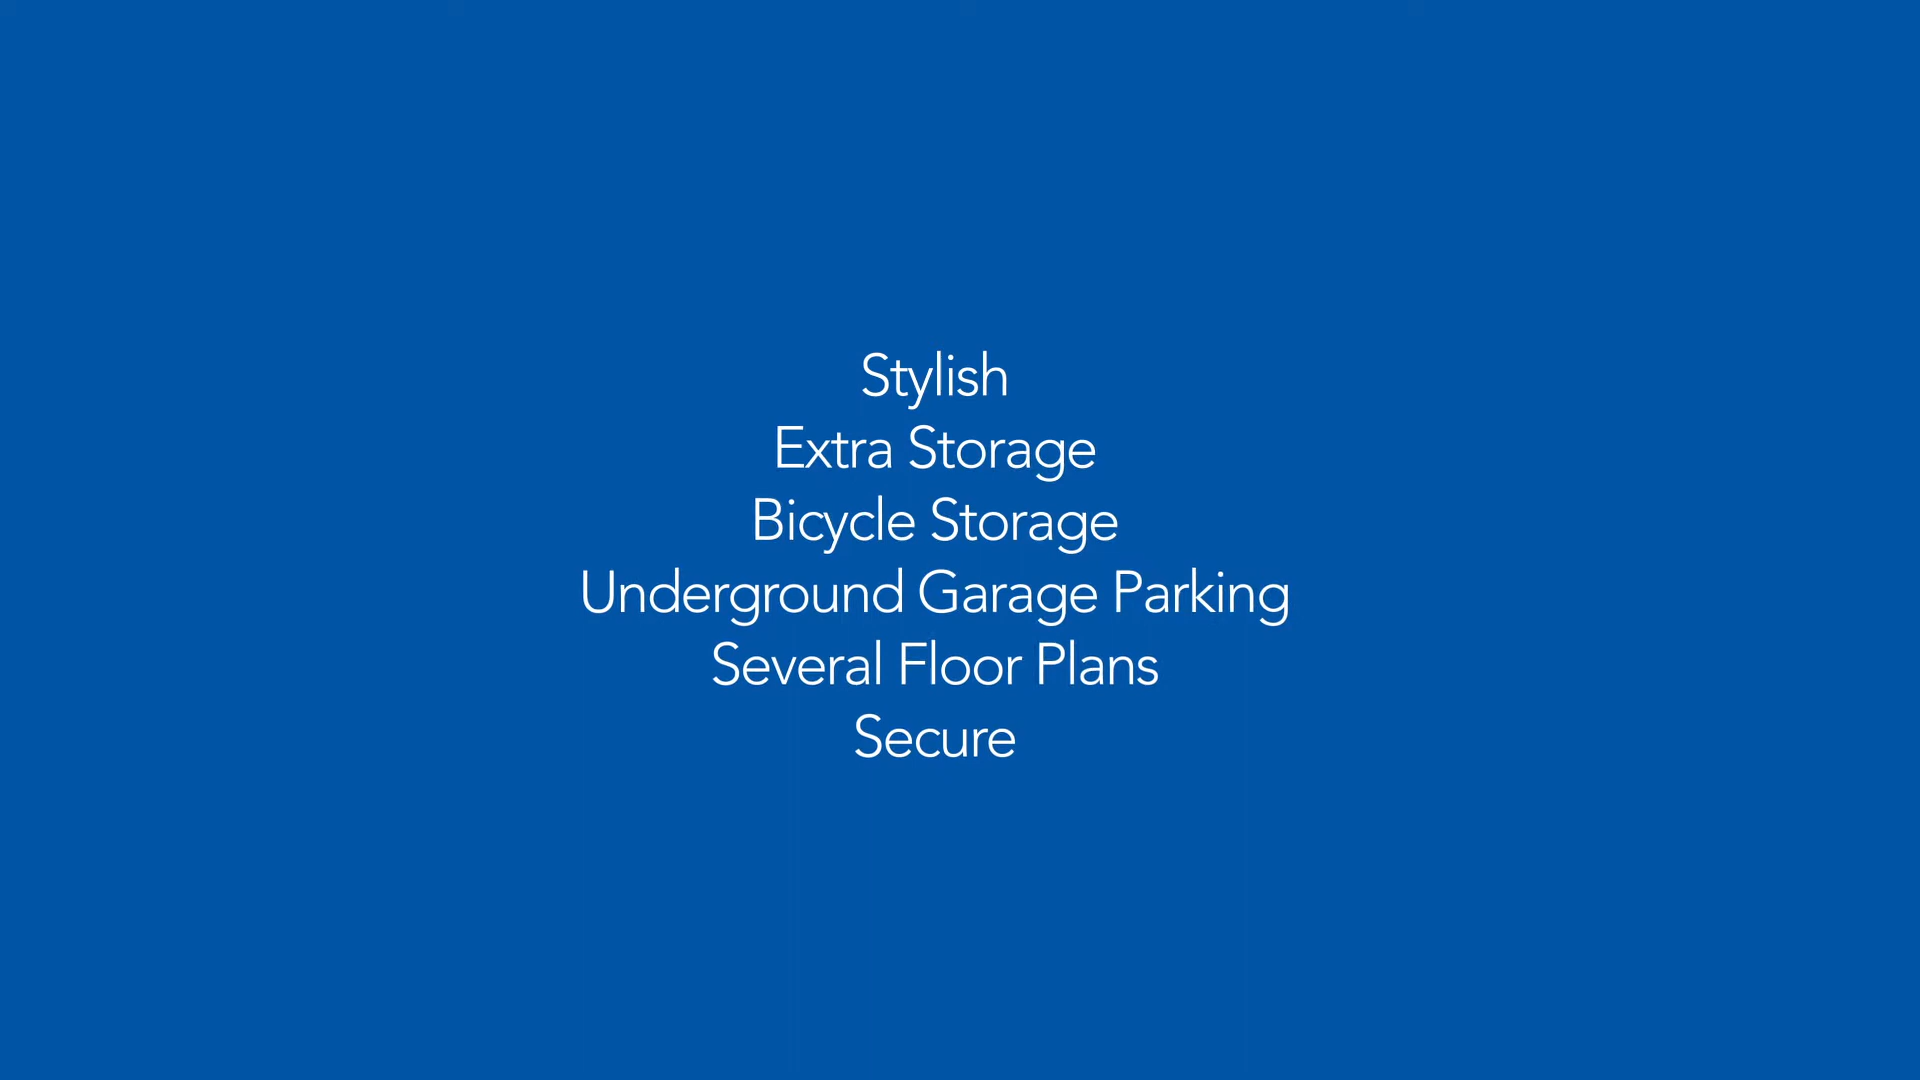 Stylish
Extra Storage
Bicycle Storage
Underground Garage Parking
Several Floor Plans
Secure